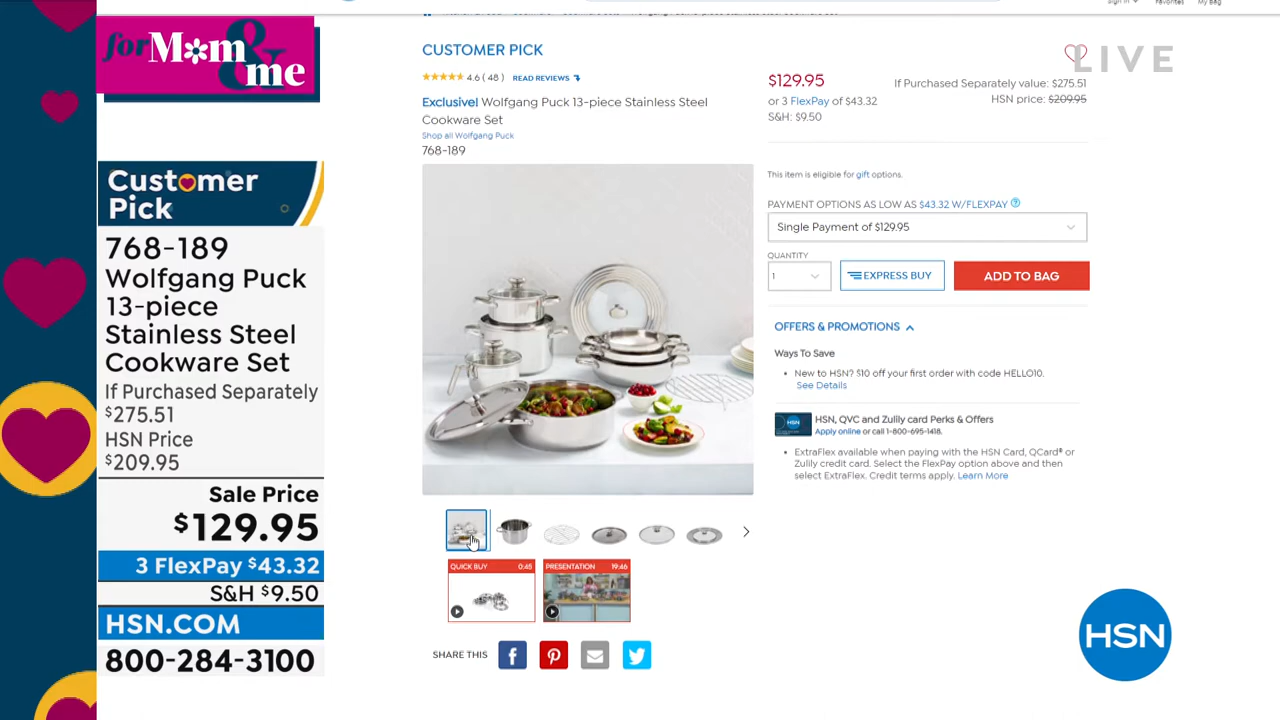 Sign in
Favorites
My Bag
for Mom
& me
Customer
Pick
768-189
Wolfgang Puck
13-piece
Stainless Steel
Cookware Set
If Purchased Separately
$275.51
HSN Price
$209.95
Sale Price
$129.95
3 FlexPay $43.32
S&H $9.50
HSN.COM
800-284-3100
CUSTOMER PICK
4.6 ( 48 ) READ REVIEWS
Exclusive! Wolfgang Puck 13-piece Stainless Steel
Cookware Set
Shop all Wolfgang Puck
768-189
QUICK BUY 0:45
PRESENTATION 19:46
SHARE THIS
LIVE
$129.95
or 3 FlexPay of $43.32
S&H: $9.50
If Purchased Separately value: $275.51
HSN price: $209.95
This item is eligible for gift options.
PAYMENT OPTIONS AS LOW AS $43.32 W/FLEXPAY
Single Payment of $129.95
QUANTITY
1
EXPRESS BUY
ADD TO BAG
OFFERS & PROMOTIONS
Ways To Save
New to HSN? $10 off your first order with code HELLO10.
See Details
HSN
HSN, QVC and Zulily card Perks & Offers
Apply online or call 1-800-695-1418.
ExtraFlex available when paying with the HSN Card, QCard® or
Zulily credit card. Select the FlexPay option above and then
select ExtraFlex. Credit terms apply. Learn More
HSN